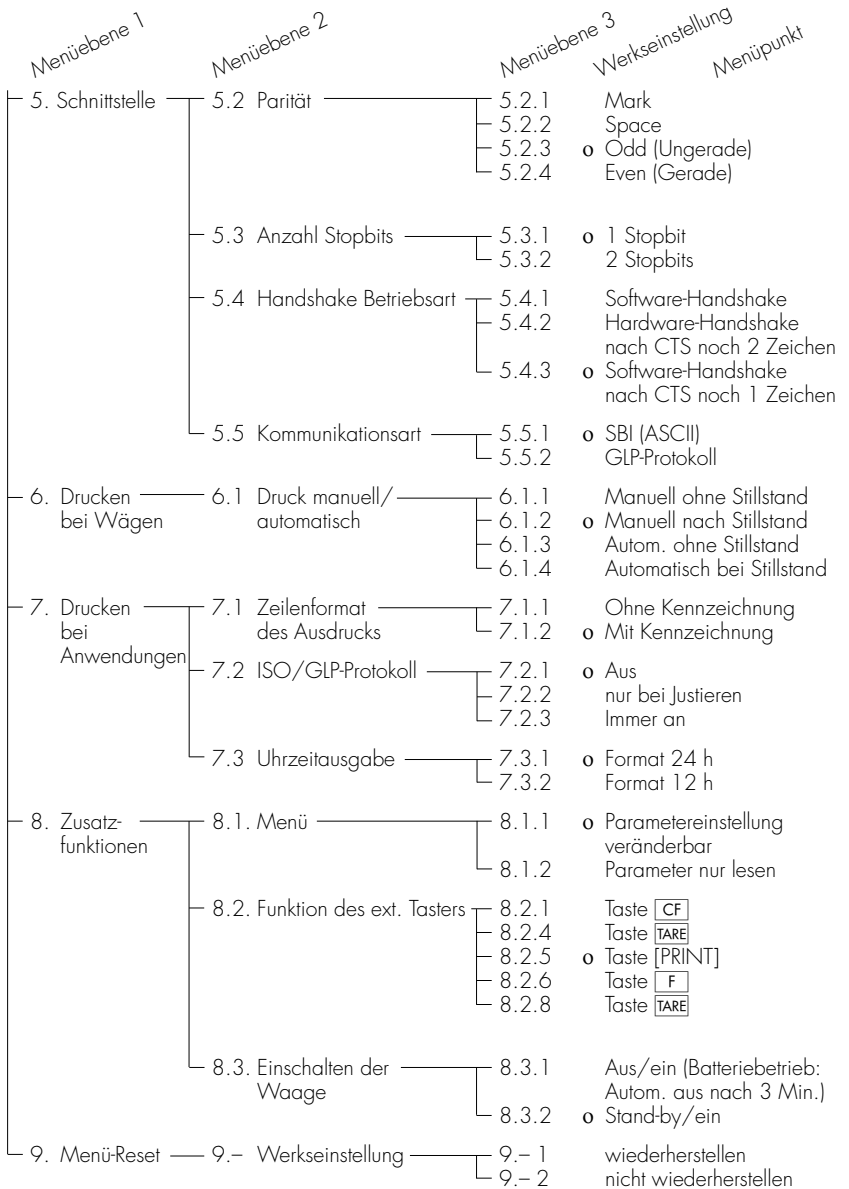 Menüebene 1 Menüebene 2 Menüebene 3 Werkseinstellung Menüpunkt
5. Schnittstelle 5.2 Parität 5.2.1 Mark
5.2.2 Space
5.2.3 o Odd (Ungerade)
5.2.4 Even (Gerade)
5.3 Anzahl Stopbits 5.3.1 o 1 Stopbit
5.3.2 2 Stopbits
5.4 Handshake Betriebsart 5.4.1 Software-Handshake
5.4.2 Hardware-Handshake
nach CTS noch 2 Zeichen
5.4.3 o Software-Handshake
nach CTS noch 1 Zeichen
5.5 Kommunikationsart 5.5.1 o SBI (ASCII)
5.5.2 GLP-Protokoll
6. Drucken 6.1 Druck manuell/ 6.1.1 Manuell ohne Stillstand
bei Wägen automatisch 6.1.2 o Manuell nach Stillstand
6.1.3 Autom. ohne Stillstand
6.1.4 Automatisch bei Stillstand
7. Drucken 7.1 Zeilenformat 7.1.1 Ohne Kennzeichnung
bei des Ausdrucks 7.1.2 o Mit Kennzeichnung
Anwendungen
7.2 ISO/GLP-Protokoll 7.2.1 o Aus
7.2.2 nur bei Justieren
7.2.3 Immer an
7.3 Uhrzeitausgabe 7.3.1 o Format 24 h
7.3.2 Format 12 h
8. Zusatz- 8.1. Menü 8.1.1 o Parametereinstellung
funktionen veränderbar
8.1.2 Parameter nur lesen
8.2. Funktion des ext. Tasters 8.2.1 Taste CF
8.2.4 Taste TARE
8.2.5 o Taste [PRINT]
8.2.6 Taste F
8.2.8 Taste TARE
8.3. Einschalten der 8.3.1 Aus/ein (Batteriebetrieb:
Waage Autom. aus nach 3 Min.)
8.3.2 o Stand-by/ein
9. Menü-Reset 9.– Werkseinstellung 9.– 1 wiederherstellen
9.– 2 nicht wiederherstellen